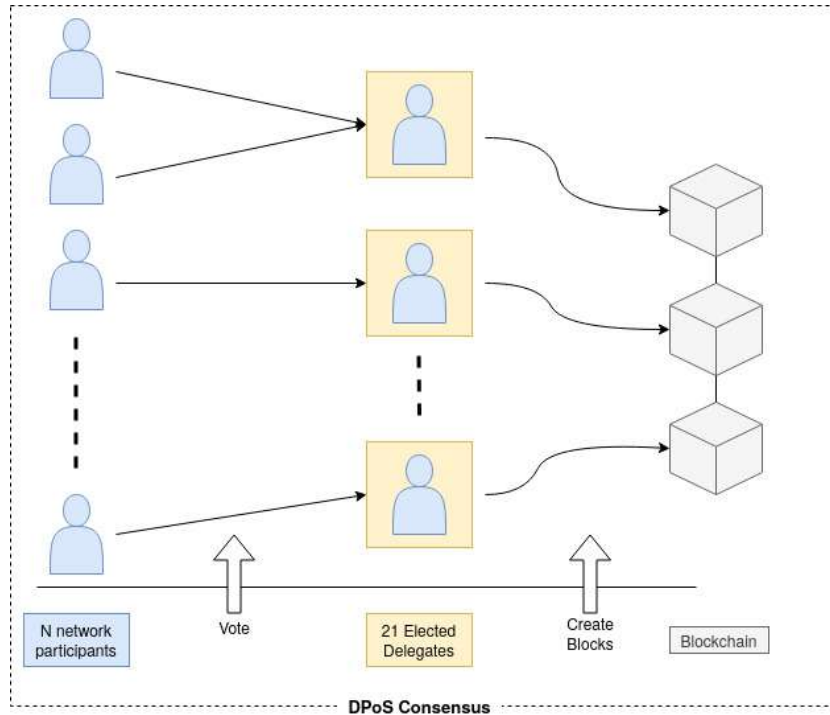 N network
participants
Vote
21 Elected
Delegates
Create
Blocks
Blockchain
DPoS Consensus